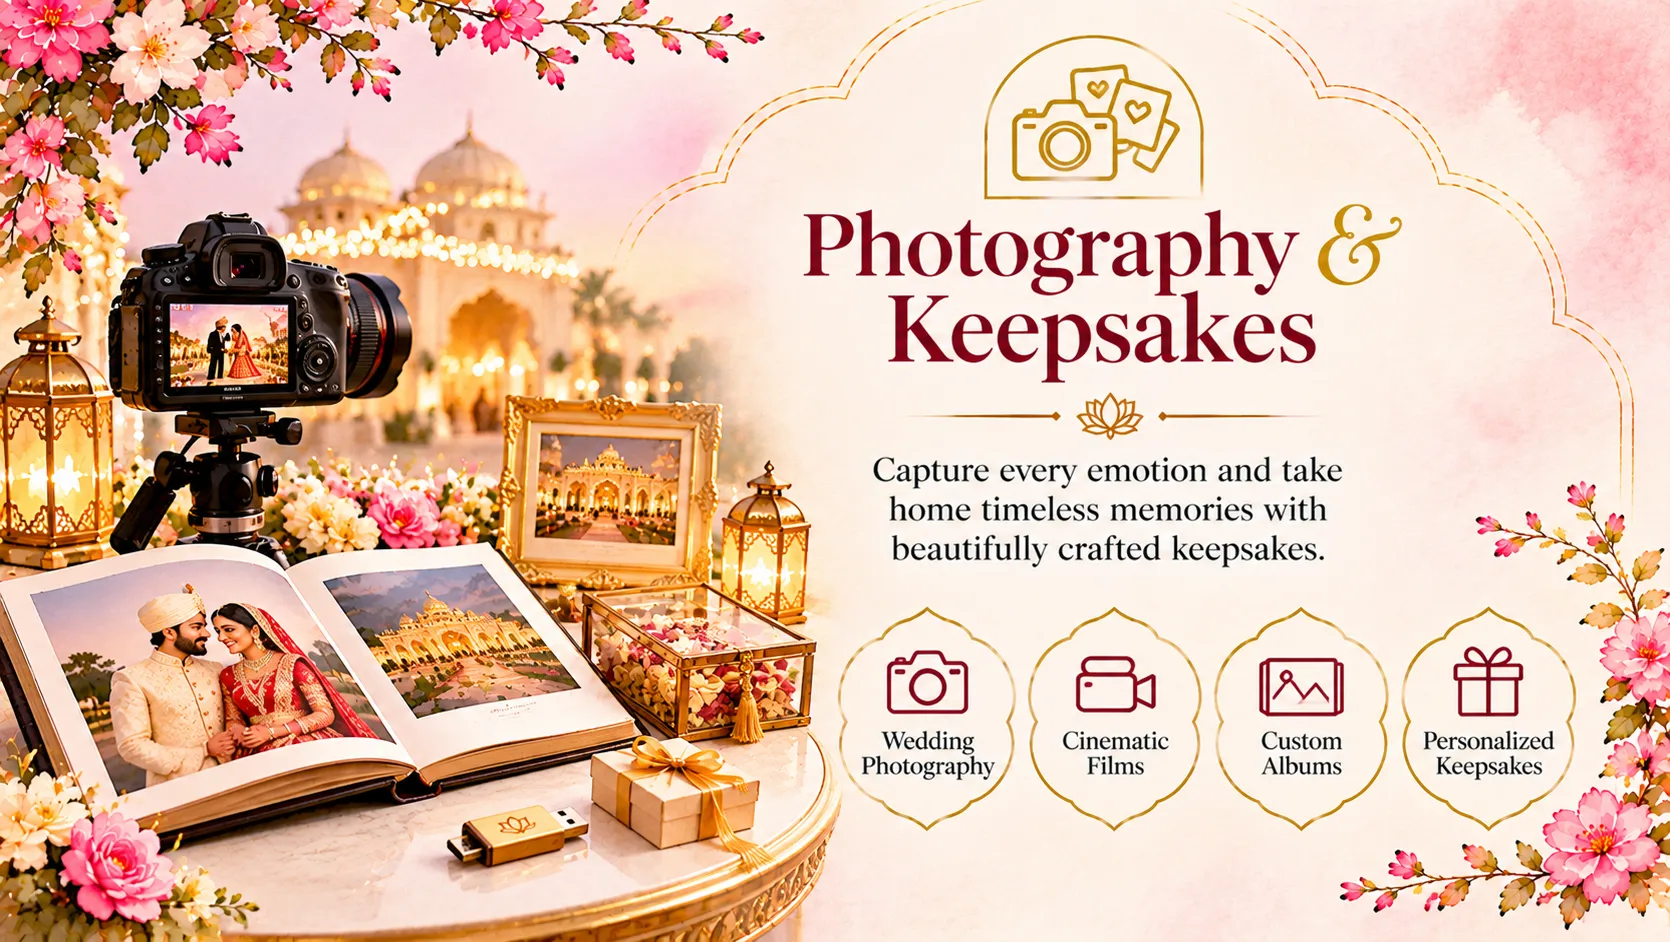 Photography &
Keepsakes
Capture every emotion and take
home timeless memories with
beautifully crafted keepsakes.
Wedding
Photography
Cinematic
Films
Custom
Albums
Personalized
Keepsakes